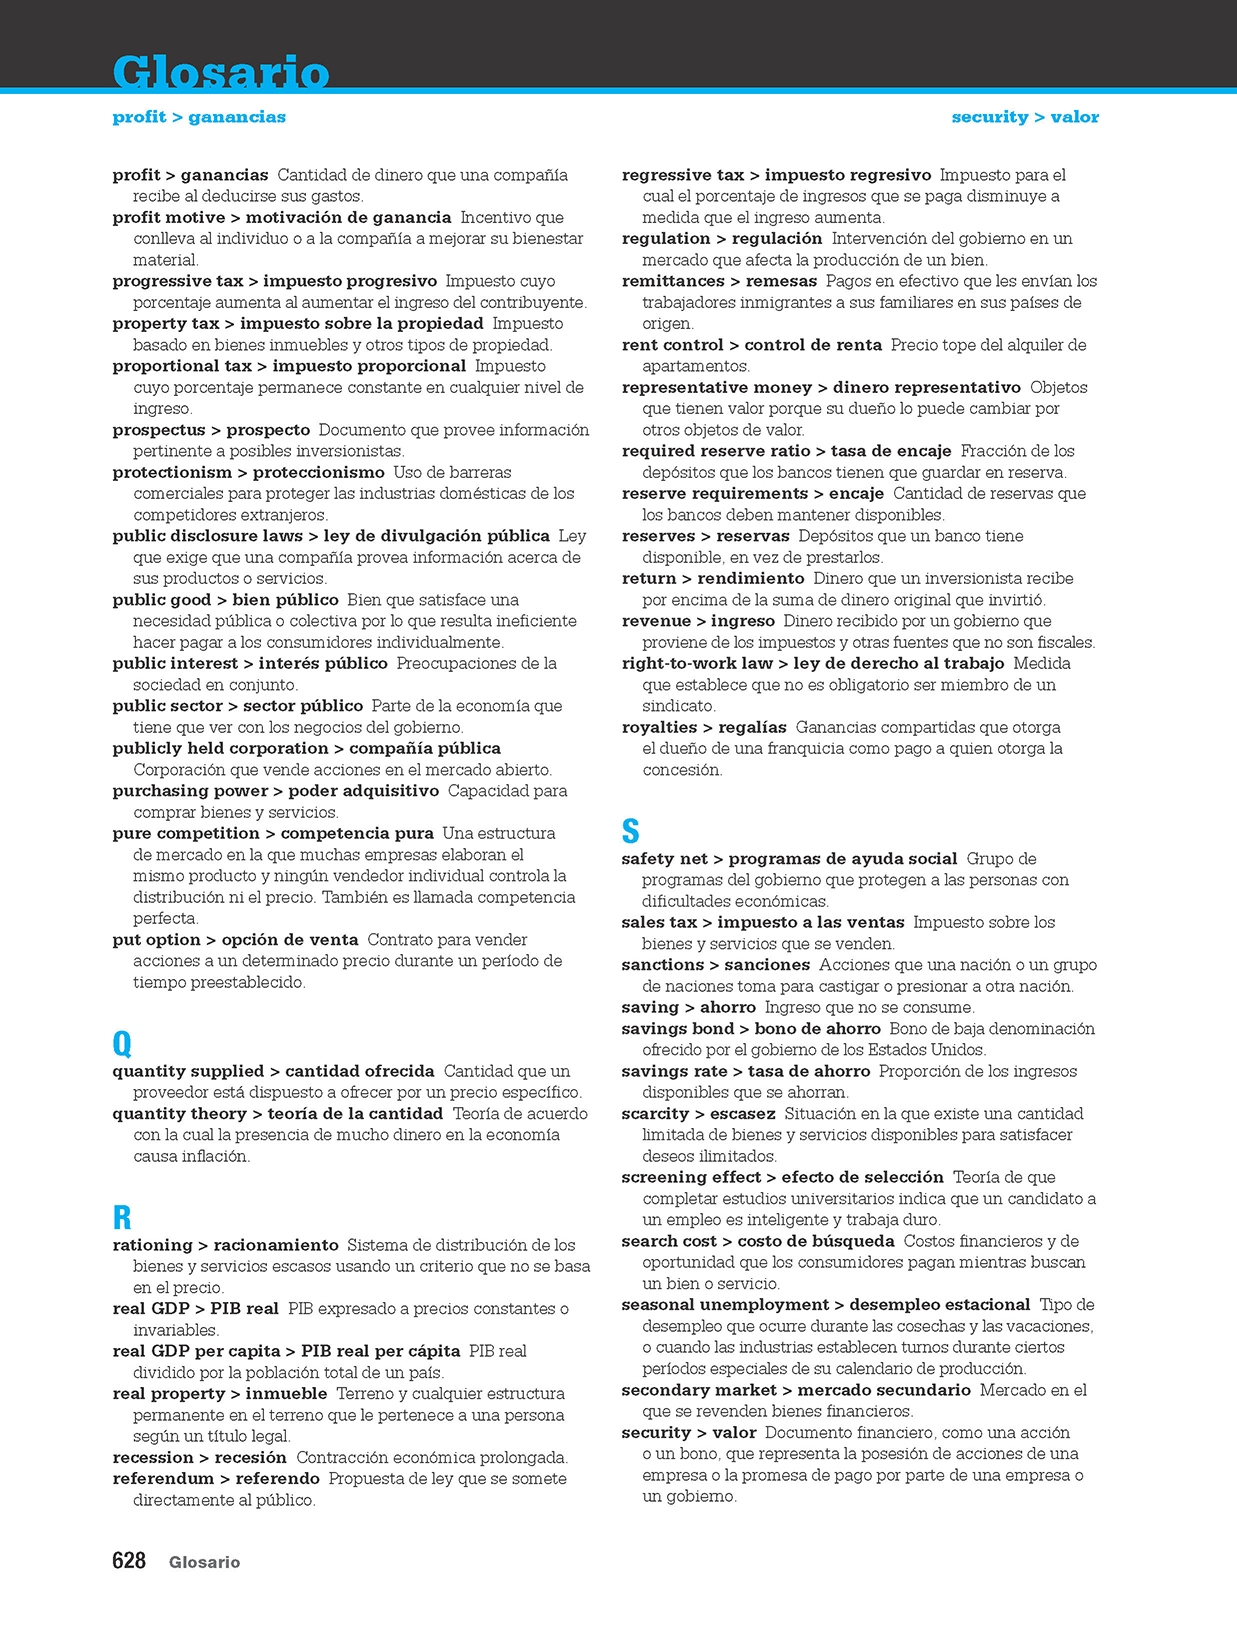 Glosario
profit > ganancias
security > valor
profit > ganancias Cantidad de dinero que una compañía
recibe al deducirse sus gastos.
profit motive > motivación de ganancia Incentivo que
conlleva al individuo o a la compañía a mejorar su bienestar
material.
progressive tax > impuesto progresivo Impuesto cuyo
porcentaje aumenta al aumentar el ingreso del contribuyente.
property tax > impuesto sobre la propiedad Impuesto
basado en bienes inmuebles y otros tipos de propiedad.
proportional tax > impuesto proporcional Impuesto
cuyo porcentaje permanece constante en cualquier nivel de
ingreso.
prospectus > prospecto Documento que provee información
pertinente a posibles inversionistas.
protectionism > proteccionismo Uso de barreras
comerciales para proteger las industrias domésticas de los
competidores extranjeros.
public disclosure laws > ley de divulgación pública Ley
que exige que una compañía provea información acerca de
sus productos o servicios.
public good > bien público Bien que satisface una
necesidad pública o colectiva por lo que resulta ineficiente
hacer pagar a los consumidores individualmente.
public interest > interés público Preocupaciones de la
sociedad en conjunto.
public sector > sector público Parte de la economía que
tiene que ver con los negocios del gobierno.
publicly held corporation > compañía pública
Corporación que vende acciones en el mercado abierto.
purchasing power > poder adquisitivo Capacidad para
comprar bienes y servicios.
pure competition > competencia pura Una estructura
de mercado en la que muchas empresas elaboran el
mismo producto y ningún vendedor individual controla la
distribución ni el precio. También es llamada competencia
perfecta.
put option > opción de venta Contrato para vender
acciones a un determinado precio durante un período de
tiempo preestablecido.
Q
quantity supplied > cantidad ofrecida Cantidad que un
proveedor está dispuesto a ofrecer por un precio específico.
quantity theory > teoría de la cantidad Teoría de acuerdo
con la cual la presencia de mucho dinero en la economía
causa inflación.
R
rationing > racionamiento Sistema de distribución de los
bienes y servicios escasos usando un criterio que no se basa
en el precio.
real GDP > PIB real PIB expresado a precios constantes o
invariables.
real GDP per capita > PIB real per cápita PIB real
dividido por la población total de un país.
real property > inmueble Terreno y cualquier estructura
permanente en el terreno que le pertenece a una persona
según un título legal.
recession > recesión Contracción económica prolongada.
referendum > referendo Propuesta de ley que se somete
directamente al público.
regressive tax > impuesto regresivo Impuesto para el
cual el porcentaje de ingresos que se paga disminuye a
medida que el ingreso aumenta.
regulation > regulación Intervención del gobierno en un
mercado que afecta la producción de un bien.
remittances > remesas Pagos en efectivo que les envían los
trabajadores inmigrantes a sus familiares en sus países de
origen.
rent control > control de renta Precio tope del alquiler de
apartamentos.
representative money > dinero representativo Objetos
que tienen valor porque su dueño lo puede cambiar por
otros objetos de valor.
required reserve ratio > tasa de encaje Fracción de los
depósitos que los bancos tienen que guardar en reserva.
reserve requirements > encaje Cantidad de reservas que
los bancos deben mantener disponibles.
reserves > reservas Depósitos que un banco tiene
disponible, en vez de prestarlos.
return > rendimiento Dinero que un inversionista recibe
por encima de la suma de dinero original que invirtió.
revenue > ingreso Dinero recibido por un gobierno que
proviene de los impuestos y otras fuentes que no son fiscales.
right-to-work law > ley de derecho al trabajo Medida
que establece que no es obligatorio ser miembro de un
sindicato.
royalties > regalías Ganancias compartidas que otorga
el dueño de una franquicia como pago a quien otorga la
concesión.
S
safety net > programas de ayuda social Grupo de
programas del gobierno que protegen a las personas con
dificultades económicas.
sales tax > impuesto a las ventas Impuesto sobre los
bienes y servicios que se venden.
sanctions > sanciones Acciones que una nación o un grupo
de naciones toma para castigar o presionar a otra nación.
saving > ahorro Ingreso que no se consume.
savings bond > bono de ahorro Bono de baja denominación
ofrecido por el gobierno de los Estados Unidos.
savings rate > tasa de ahorro Proporción de los ingresos
disponibles que se ahorran.
scarcity > escasez Situación en la que existe una cantidad
limitada de bienes y servicios disponibles para satisfacer
deseos ilimitados.
screening effect > efecto de selección Teoría de que
completar estudios universitarios indica que un candidato a
un empleo es inteligente y trabaja duro.
search cost > costo de búsqueda Costos financieros y de
oportunidad que los consumidores pagan mientras buscan
un bien o servicio.
seasonal unemployment > desempleo estacional Tipo de
desempleo que ocurre durante las cosechas y las vacaciones,
o cuando las industrias establecen turnos durante ciertos
períodos especiales de su calendario de producción.
secondary market > mercado secundario Mercado en el
que se revenden bienes financieros.
security > valor Documento financiero, como una acción
o un bono, que representa la posesión de acciones de una
empresa o la promesa de pago por parte de una empresa o
un gobierno.
628 Glosario